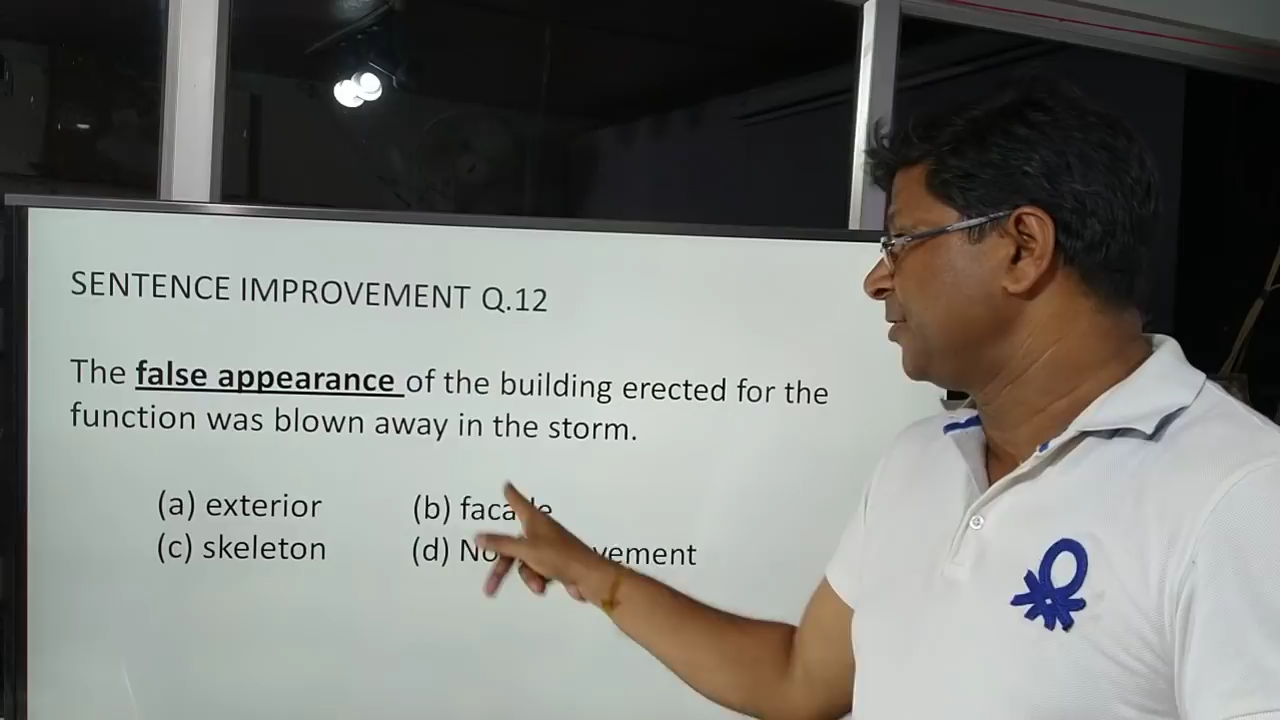 SENTENCE IMPROVEMENT Q.12
The false appearance of the building erected for the
function was blown away in the storm.
(a) exterior (b) facade
(c) skeleton (d)